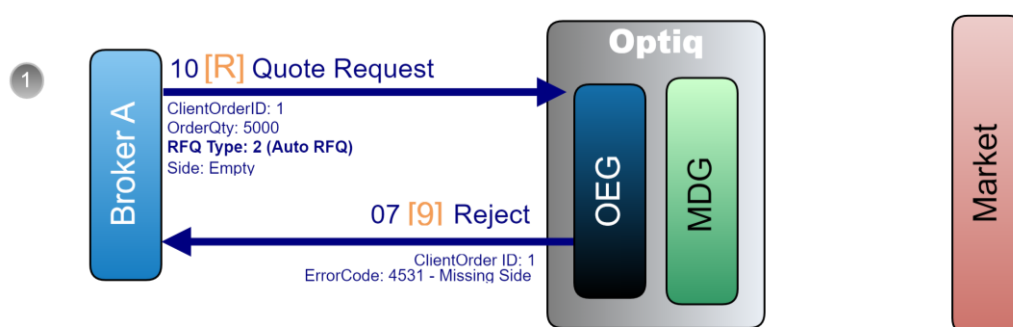 1
Broker A
10 [R] Quote Request
ClientOrderID: 1
OrderQty: 5000
RFQ Type: 2 (Auto RFQ)
Side: Empty
07 [9] Reject
ClientOrder ID: 1
ErrorCode: 4531 - Missing Side
Optiq
OEG
MDG
Market